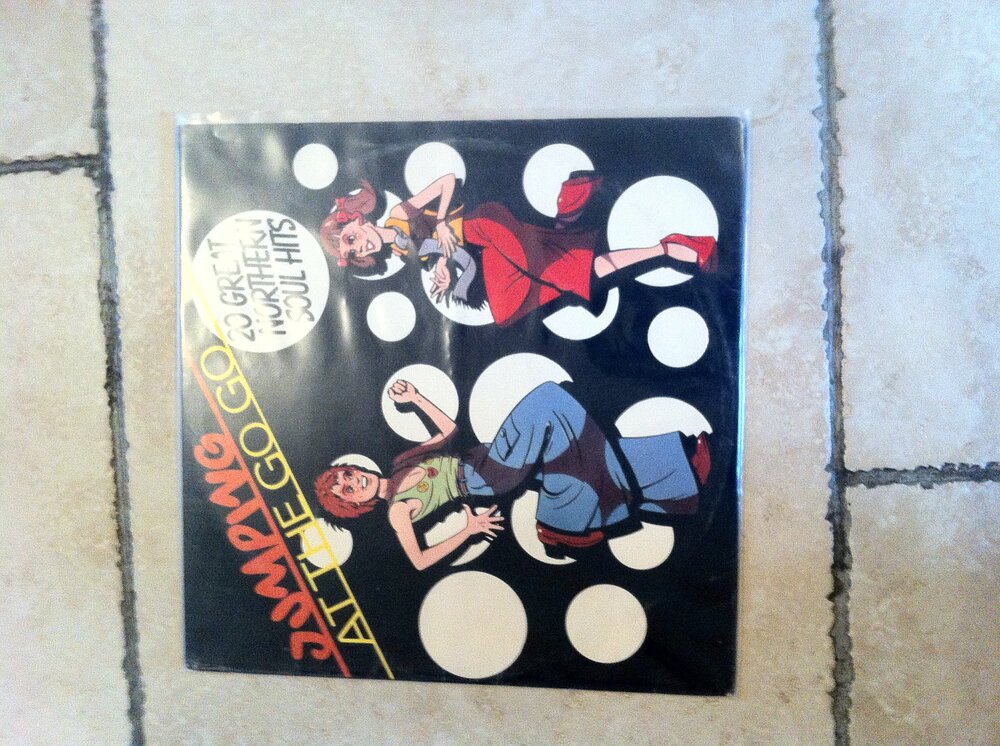 JUMPING
AT THE GO GO
20 GREAT
NORTHERN
SOUL HITS